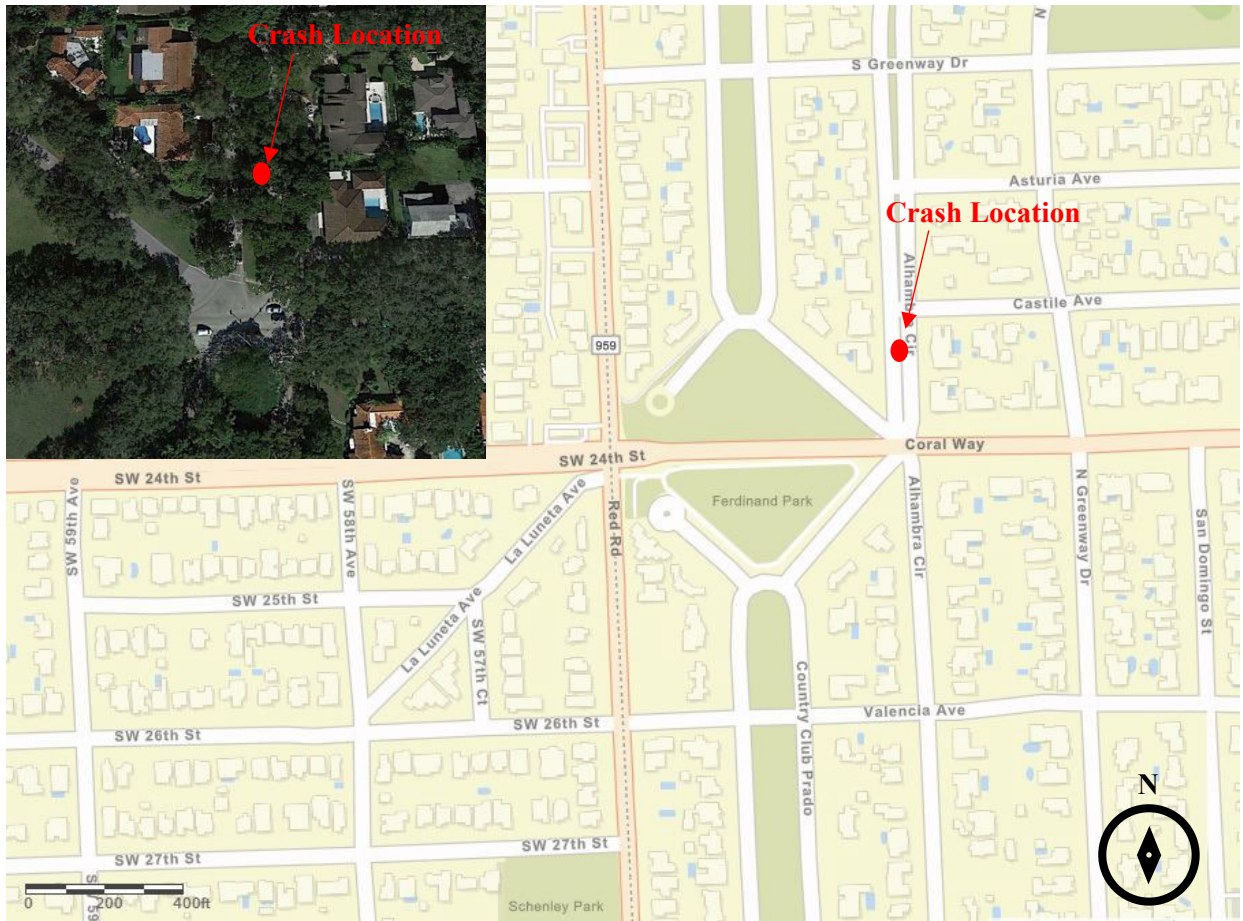 Crash Location
N
S Greenway Dr
Asturia Ave
Crash Location
Alhambra Cir
Castile Ave
959
Coral Way
SW 24th St
SW 24th St
Ferdinand Park
SW 59th Ave
SW 58th Ave
La Luneta Ave
Red Rd
Alhambra Cir
N Greenway Dr
San Domingo St
SW 25th St
La Luneta Ave
SW 57th Ct
Country Club Prado
Valencia Ave
SW 26th St
SW 26th St
N
SW 27th St
SW 27th St
SW 59
0 200 400ft
Schenley Park